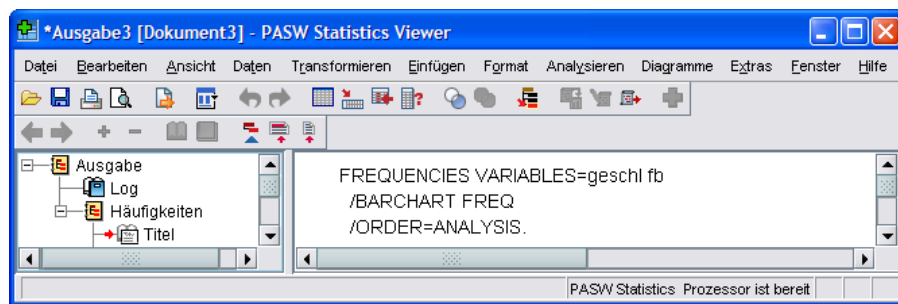 *Ausgabe3 [Dokument3] - PASW Statistics Viewer
Datei Bearbeiten Ansicht Daten Transformieren Einfügen Format Analysieren Diagramme Extras Fenster Hilfe
Ausgabe
Log
Häufigkeiten
Titel
FREQUENCIES VARIABLES=geschl fb
/BARCHART FREQ
/ORDER=ANALYSIS.
PASW Statistics Prozessor ist bereit